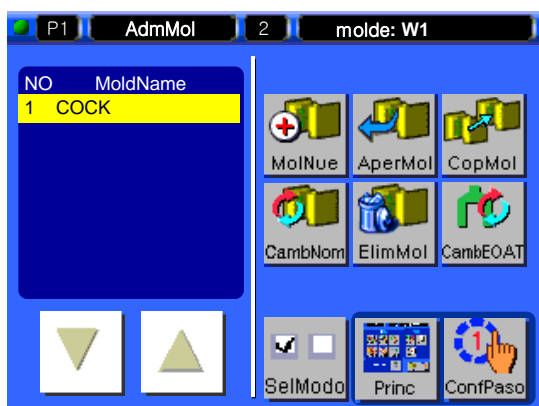 P1 AdmMol 2 molde: W1
NO MoldName
1 COCK
MolNue AperMol CopMol
CambNom ElimMol CambEOAT
SelModo Princ ConfPaso
1